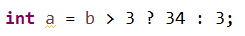 int a = b > 3 ? 34 : 3;